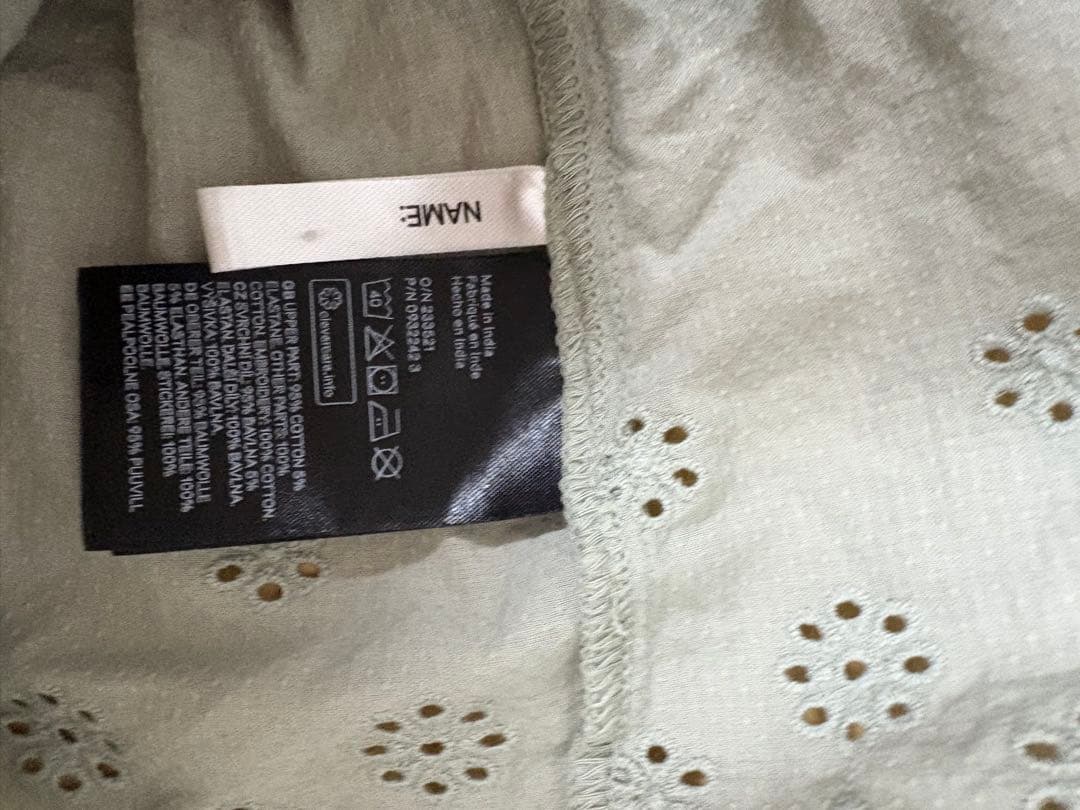 NAME:
Made in India
Fabriqué en Inde
Hecho en India
O/N 233521
P/N 0933242 3
40
clevercare.info
GB UPPER PART: 95% COTTON 5%
ELASTANE. OTHER PARTS: 100%
COTTON. EMBROIDERY: 100% COTTON.
CZ SVRCHNÍ DÍL: 95% BAVLNA 5%
ELASTAN. DALŠÍ DÍLY: 100% BAVLNA.
VÝŠIVKA: 100% BAVLNA.
DE OBERER TEIL: 95% BAUMWOLLE
5% ELASTHAN. ANDERE TEILE: 100%
BAUMWOLLE. STICKEREI: 100%
BAUMWOLLE.
EE PEALPOOLNE OSA: 95% PUUVILL